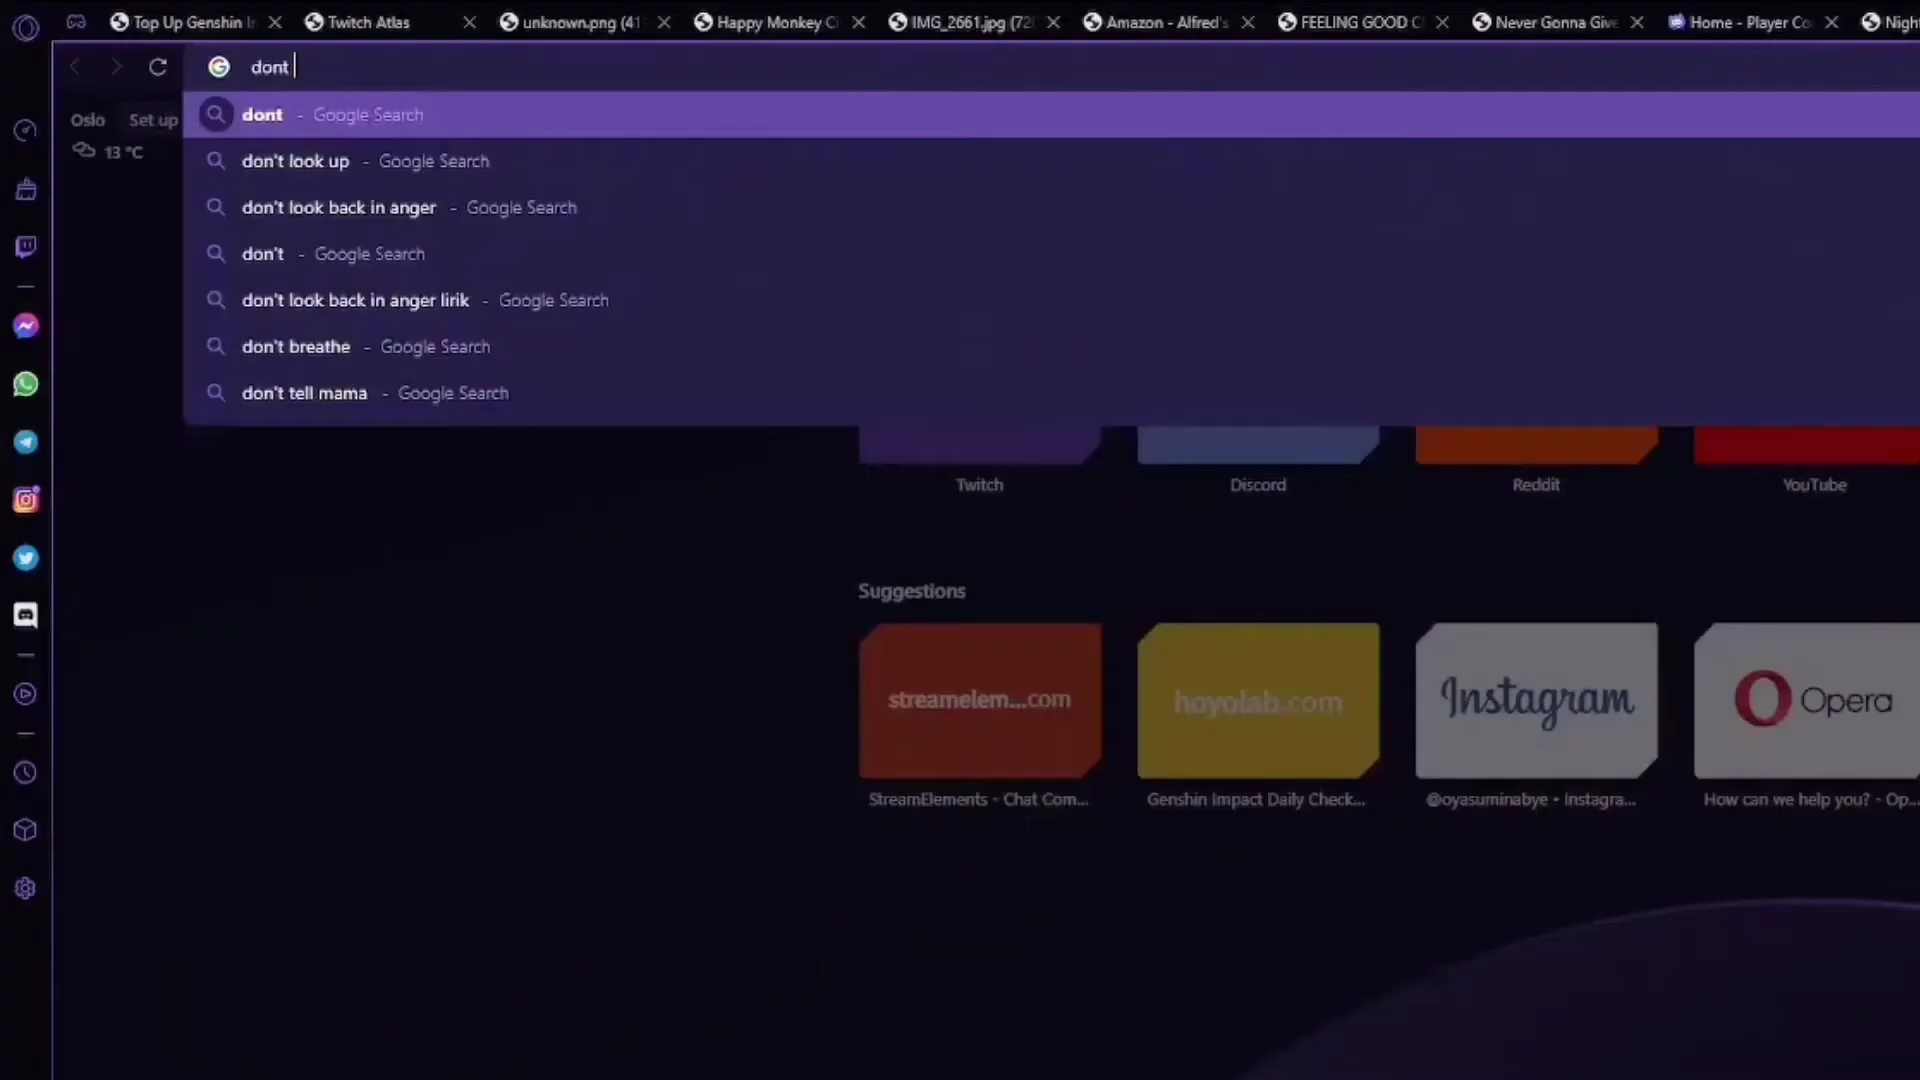 Top Up Genshin I
Twitch Atlas
unknown.png (41
Happy Monkey C
IMG_2661.jpg (72
Amazon - Alfred's
FEELING GOOD C
Never Gonna Give
Home - Player Co
Nigh
dont
dont - Google Search
Oslo Set up
don't look up - Google Search
13 °C
don't look back in anger - Google Search
don't - Google Search
don't look back in anger lirik - Google Search
don't breathe - Google Search
don't tell mama - Google Search
Twitch
Discord
Reddit
YouTube
Suggestions
streamelem...com
hoyolab.com
Instagram
Opera
StreamElements - Chat Com...
Genshin Impact Daily Check...
@oyasuminabye • Instagra...
How can we help you? - Op...